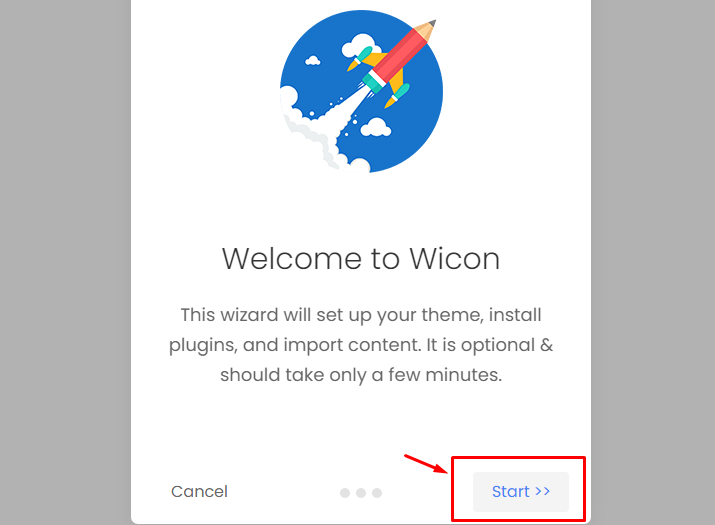 Welcome to Wicon
This wizard will set up your theme, install
plugins, and import content. It is optional &
should take only a few minutes.
Cancel
Start >>